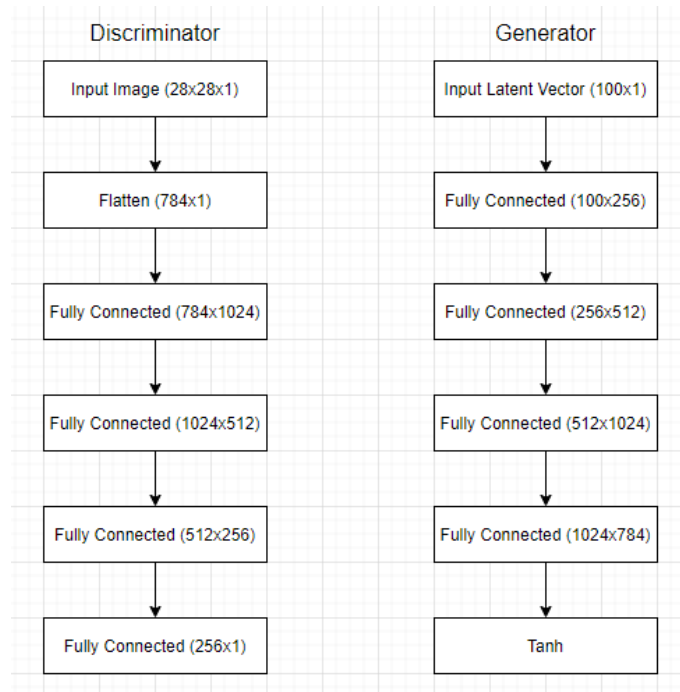 Discriminator
Generator
Input Image (28x28x1)
Input Latent Vector (100x1)
Flatten (784x1)
Fully Connected (100x256)
Fully Connected (784x1024)
Fully Connected (256x512)
Fully Connected (1024x512)
Fully Connected (512x1024)
Fully Connected (512x256)
Fully Connected (1024x784)
Fully Connected (256x1)
Tanh